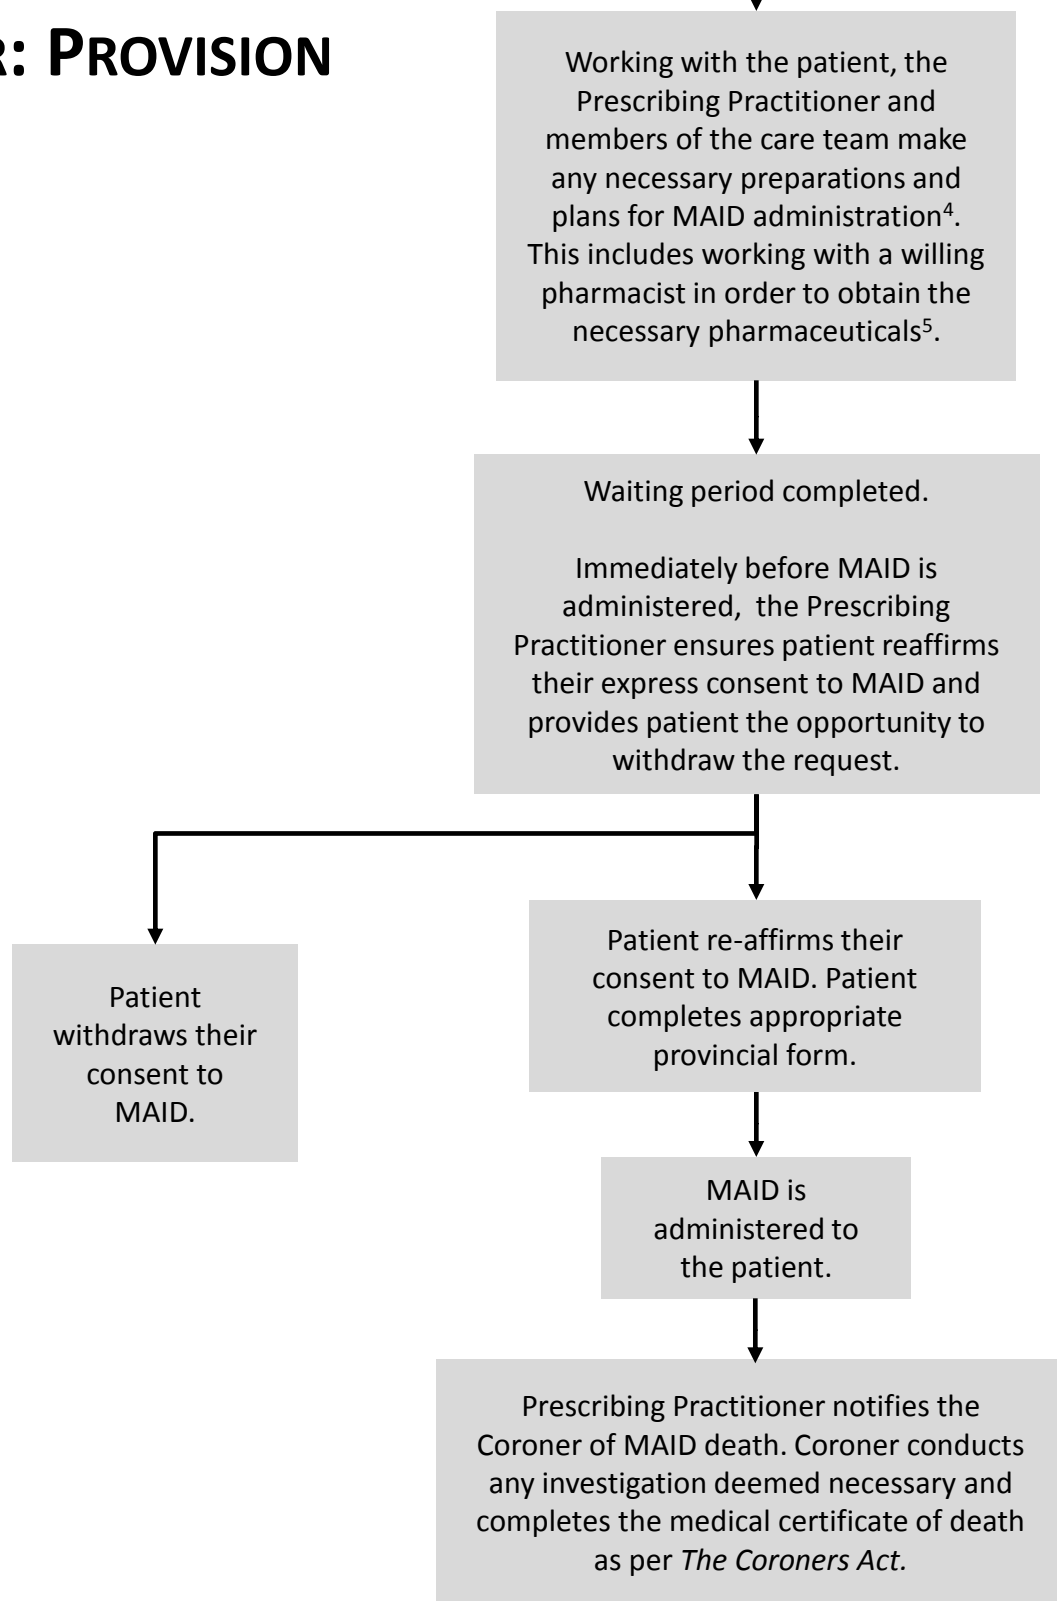 R: PROVISION
Working with the patient, the
Prescribing Practitioner and
members of the care team make
any necessary preparations and
plans for MAID administration⁴.
This includes working with a willing
pharmacist in order to obtain the
necessary pharmaceuticals⁵.
Waiting period completed.
Immediately before MAID is
administered, the Prescribing
Practitioner ensures patient reaffirms
their express consent to MAID and
provides patient the opportunity to
withdraw the request.
Patient
withdraws their
consent to
MAID.
Patient re-affirms their
consent to MAID. Patient
completes appropriate
provincial form.
MAID is
administered to
the patient.
Prescribing Practitioner notifies the
Coroner of MAID death. Coroner conducts
any investigation deemed necessary and
completes the medical certificate of death
as per The Coroners Act.